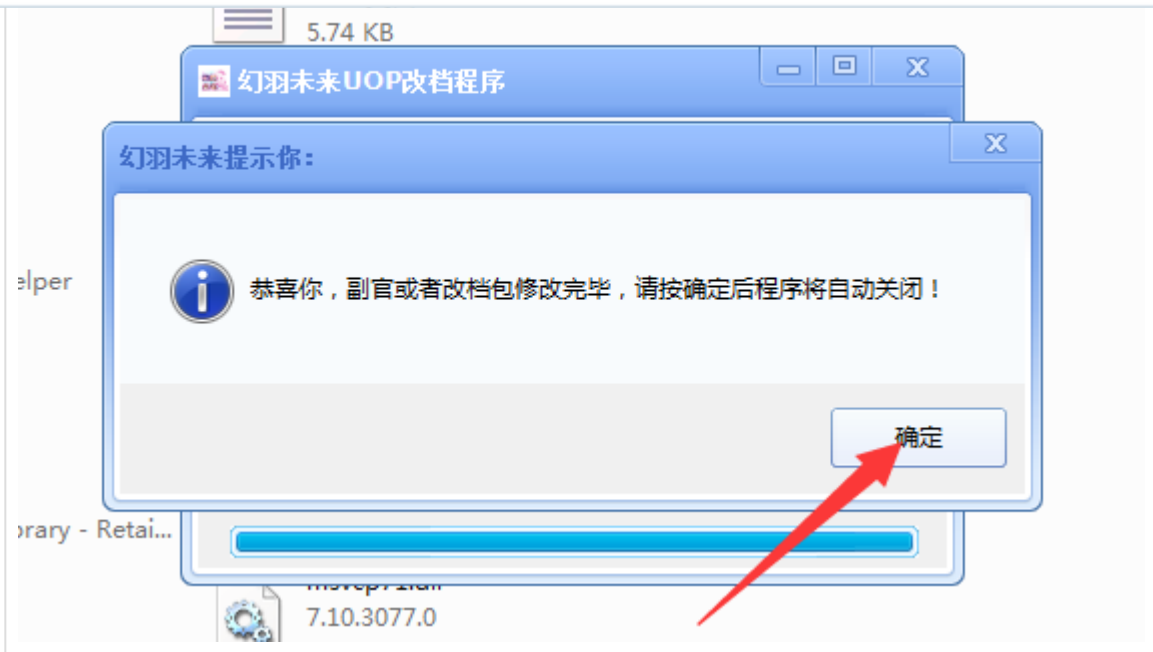 5.74 KB
幻羽未来UOP改档程序
幻羽未来提示你：
恭喜你，副官或者改档包修改完毕，请按确定后程序将自动关闭！
elper
确定
orary - Retai...
7.10.3077.0